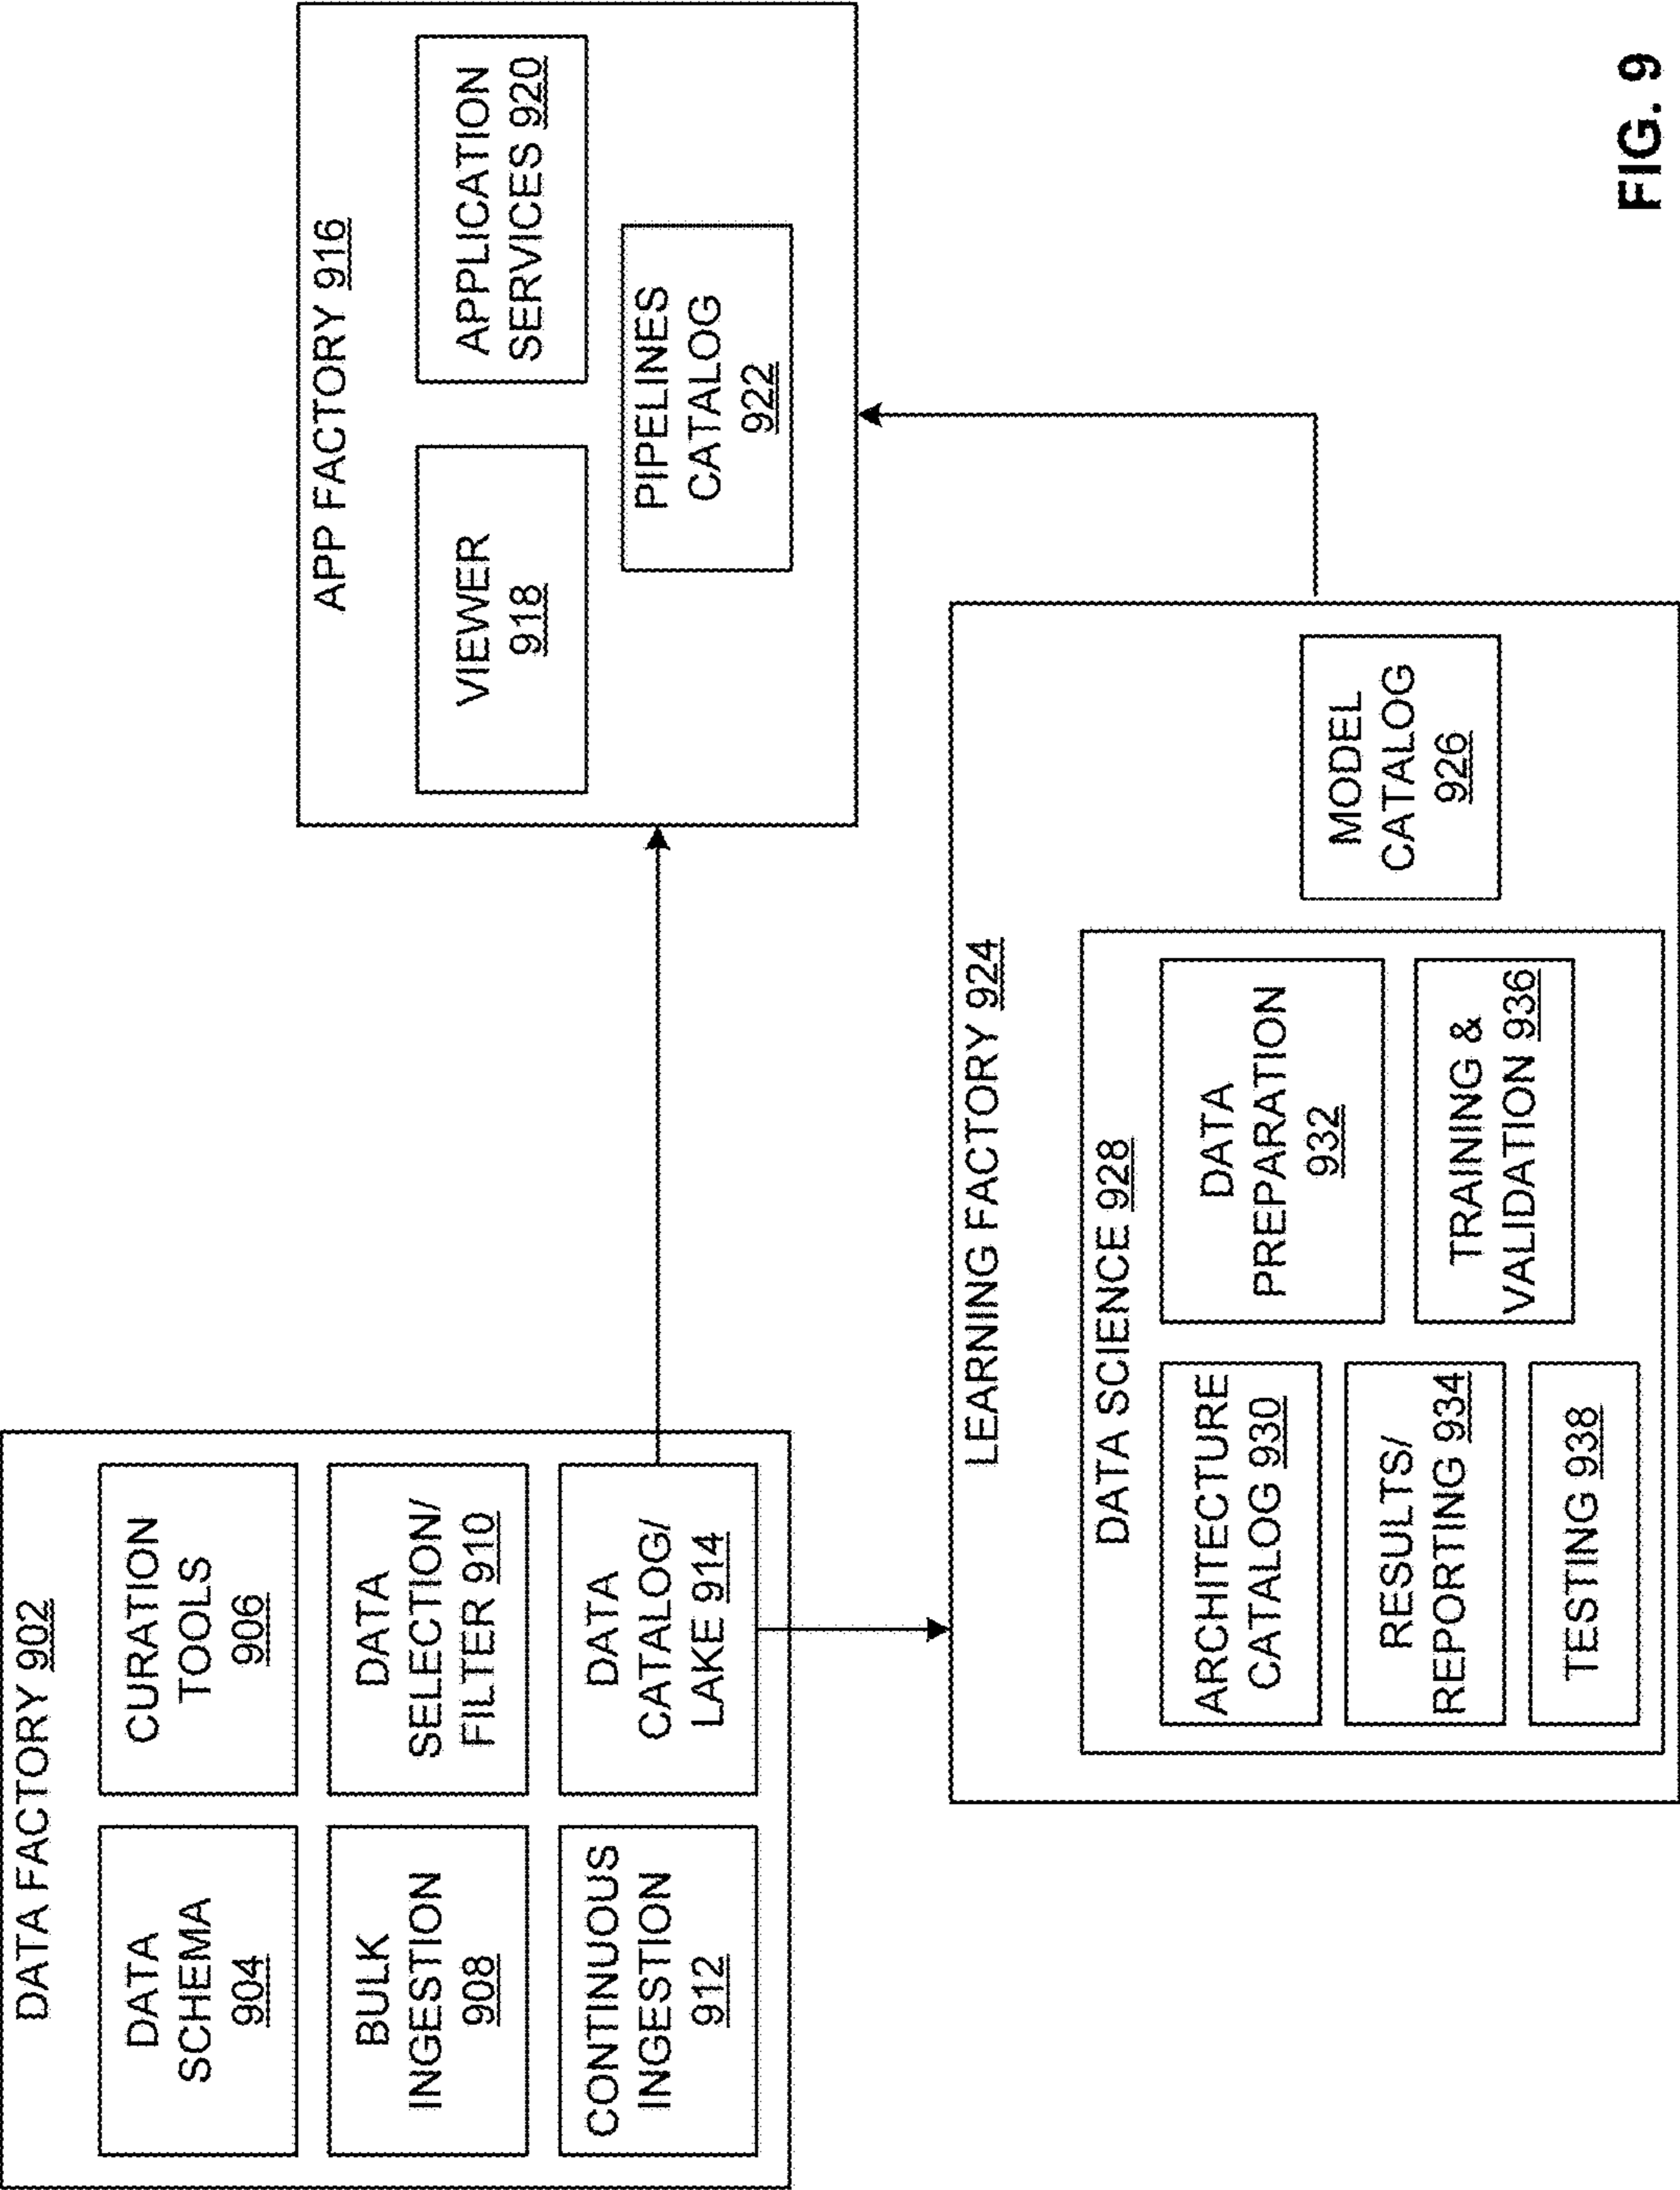 DATA FACTORY 902
DATA
SCHEMA
904
CURATION
TOOLS
906
BULK
INGESTION
908
DATA
SELECTION/
FILTER 910
CONTINUOUS
INGESTION
912
DATA
CATALOG/
LAKE 914
APP FACTORY 916
VIEWER
918
APPLICATION
SERVICES 920
PIPELINES
CATALOG
922
LEARNING FACTORY 924
DATA SCIENCE 928
ARCHITECTURE
CATALOG 930
DATA
PREPARATION
932
RESULTS/
REPORTING 934
TRAINING &
VALIDATION 936
TESTING 938
MODEL
CATALOG
926
FIG. 9